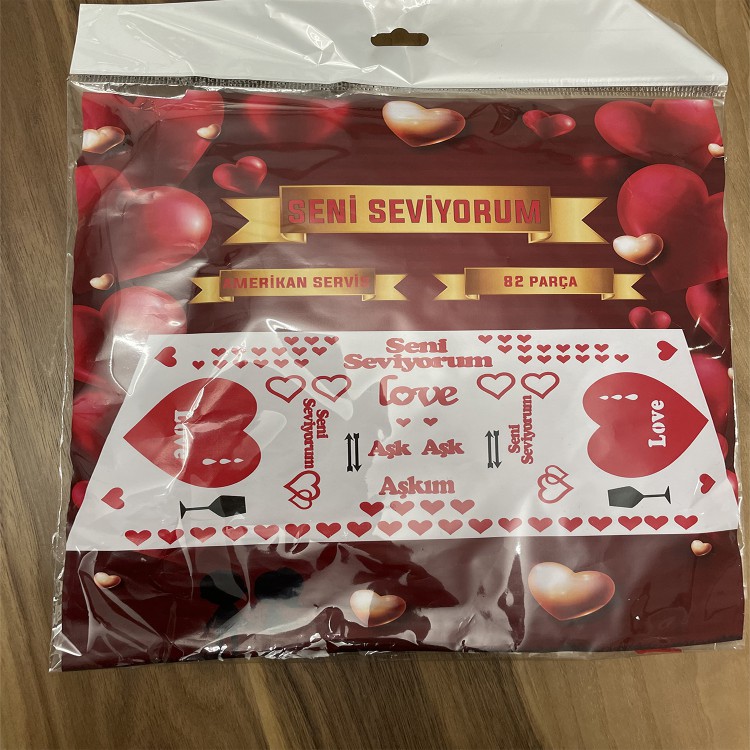 SENİ SEVİYORUM
AMERİKAN SERVİS
82 PARÇA
Seni
Seviyorum
love
Love
Seni
Seviyorum
Aşk Aşk
Seni
Seviyorum
Love
Aşkım